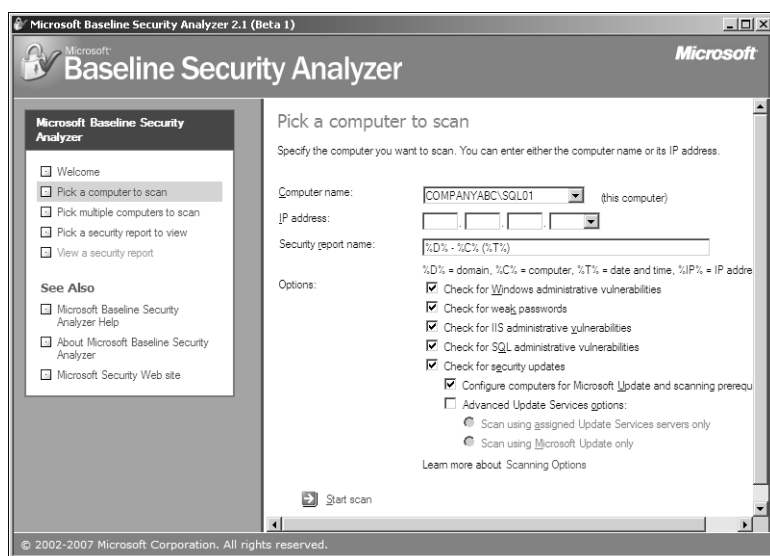 Microsoft Baseline Security Analyzer 2.1 (Beta 1)
Microsoft
Baseline Security Analyzer
Microsoft
Microsoft Baseline Security
Analyzer
Welcome
Pick a computer to scan
Pick multiple computers to scan
Pick a security report to view
View a security report
See Also
Microsoft Baseline Security
Analyzer Help
About Microsoft Baseline Security
Analyzer
Microsoft Security Web site
Pick a computer to scan
Specify the computer you want to scan. You can enter either the computer name or its IP address.
Computer name: COMPANYABC\SQL01 (this computer)
IP address: . . .
Security report name: %D% - %C% (%T%)
%D% = domain, %C% = computer, %T% = date and time, %IP% = IP addre
Options:
Check for Windows administrative vulnerabilities
Check for weak passwords
Check for IIS administrative vulnerabilities
Check for SQL administrative vulnerabilities
Check for security updates
Configure computers for Microsoft Update and scanning prerequ
Advanced Update Services options:
Scan using assigned Update Services servers only
Scan using Microsoft Update only
Learn more about Scanning Options
Start scan
© 2002-2007 Microsoft Corporation. All rights reserved.